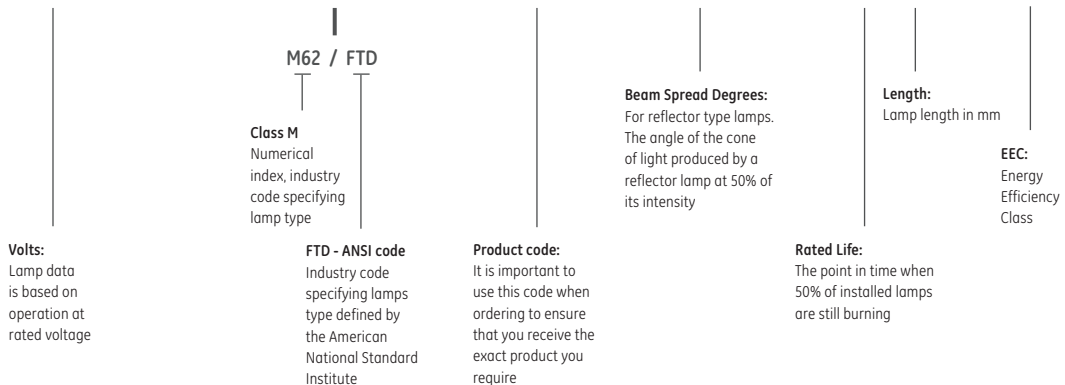 M62 / FTD
Class M
Numerical
index, industry
code specifying
lamp type
Beam Spread Degrees:
For reflector type lamps.
The angle of the cone
of light produced by a
reflector lamp at 50% of
its intensity
Length:
Lamp length in mm
EEC:
Energy
Efficiency
Class
Volts:
Lamp data
is based on
operation at
rated voltage
FTD - ANSI code
Industry code
specifying lamps
type defined by
the American
National Standard
Institute
Product code:
It is important to
use this code when
ordering to ensure
that you receive the
exact product you
require
Rated Life:
The point in time when
50% of installed lamps
are still burning